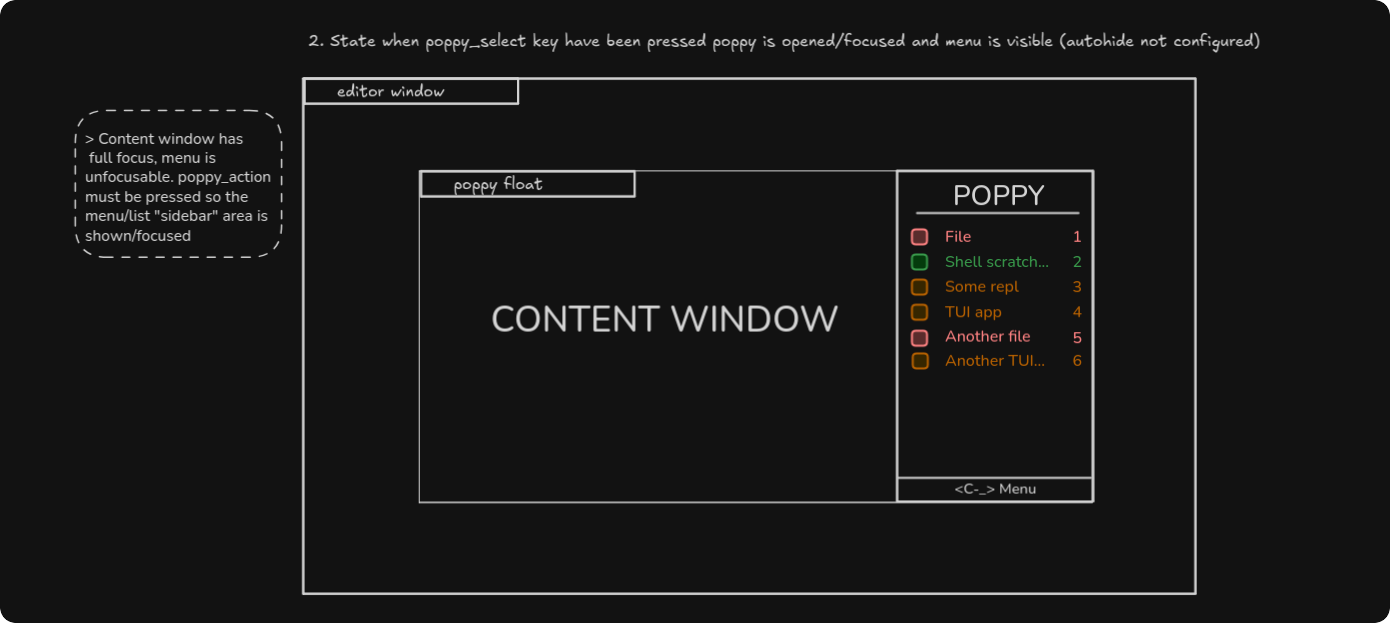 2. State when poppy_select key have been pressed poppy is opened/focused and menu is visible (autohide not configured)
editor window
> Content window has
full focus, menu is
unfocusable. poppy_action
must be pressed so the
menu/list "sidebar" area is
shown/focused
poppy float
CONTENT WINDOW
POPPY
File 1
Shell scratch... 2
Some repl 3
TUI app 4
Another file 5
Another TUI... 6
<C-_> Menu